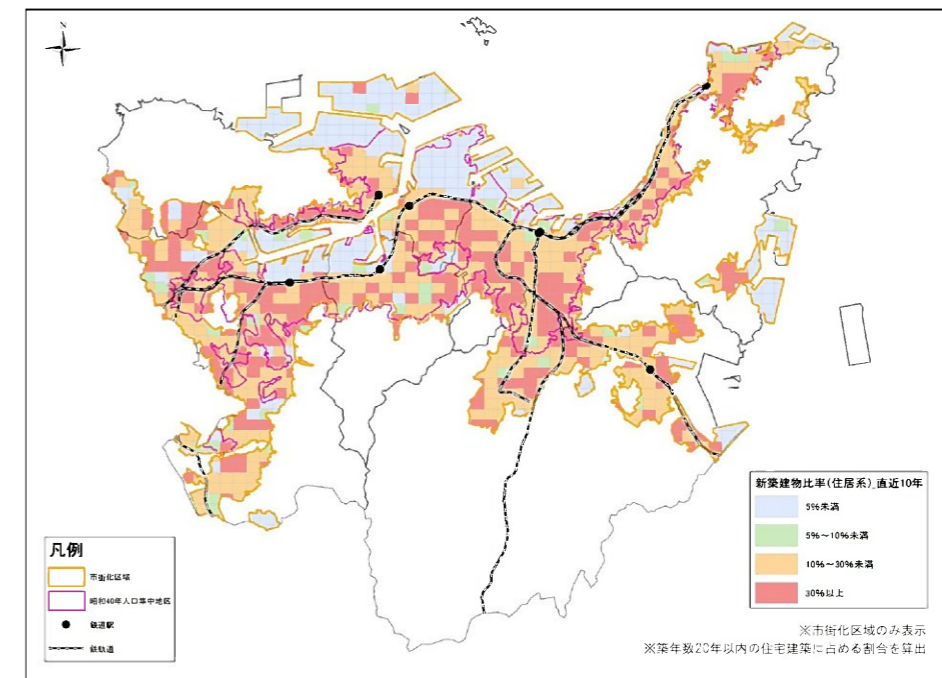 N
新築建物比率(住居系)_直近10年
5%未満
5%～10%未満
10%～30%未満
30%以上
凡例
市街化区域
昭和40年人口集中地区
鉄道駅
鉄軌道
※市街化区域のみ表示
※築年数20年以内の住宅建築に占める割合を算出